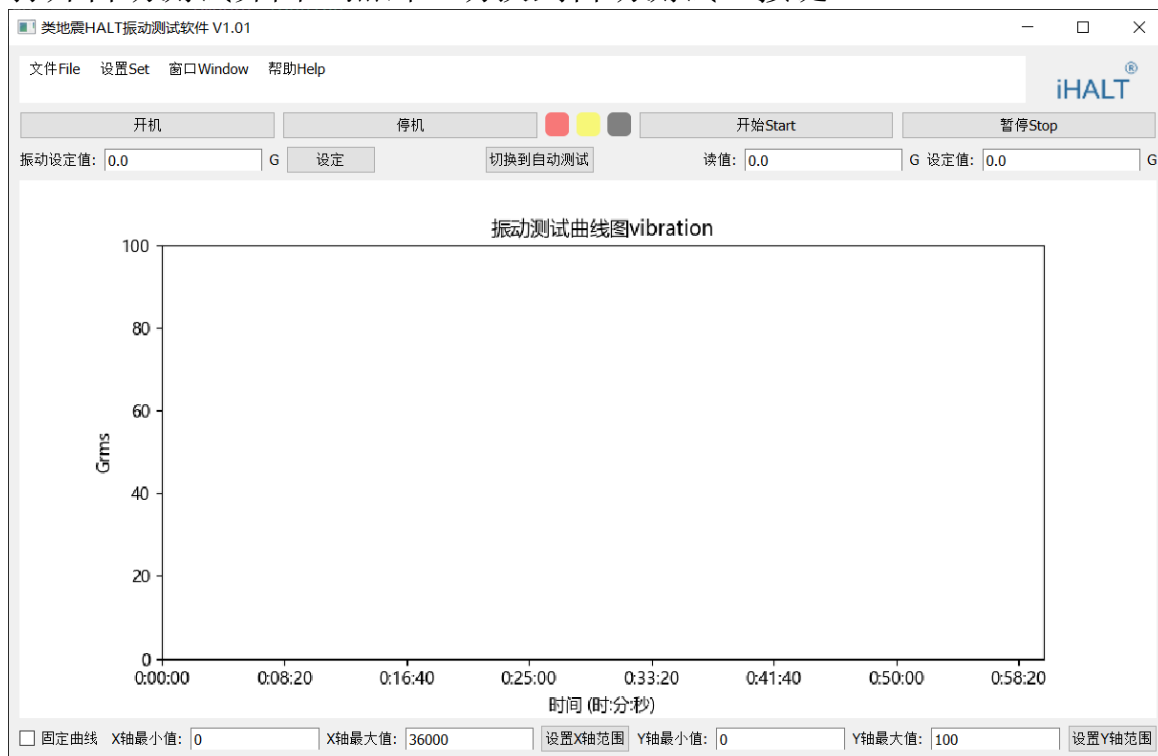 类地震HALT振动测试软件 V1.01
文件File 设置Set 窗口Window 帮助Help
iHALT®
开机 停机 开始Start 暂停Stop
振动设定值: 0.0 G 设定 切换到自动测试 读值: 0.0 G 设定值: 0.0 G
振动测试曲线图vibration
100
80
60
40
20
0
Grms
0:00:00 0:08:20 0:16:40 0:25:00 0:33:20 0:41:40 0:50:00 0:58:20
时间 (时:分:秒)
固定曲线 X轴最小值: 0 X轴最大值: 36000 设置X轴范围 Y轴最小值: 0 Y轴最大值: 100 设置Y轴范围